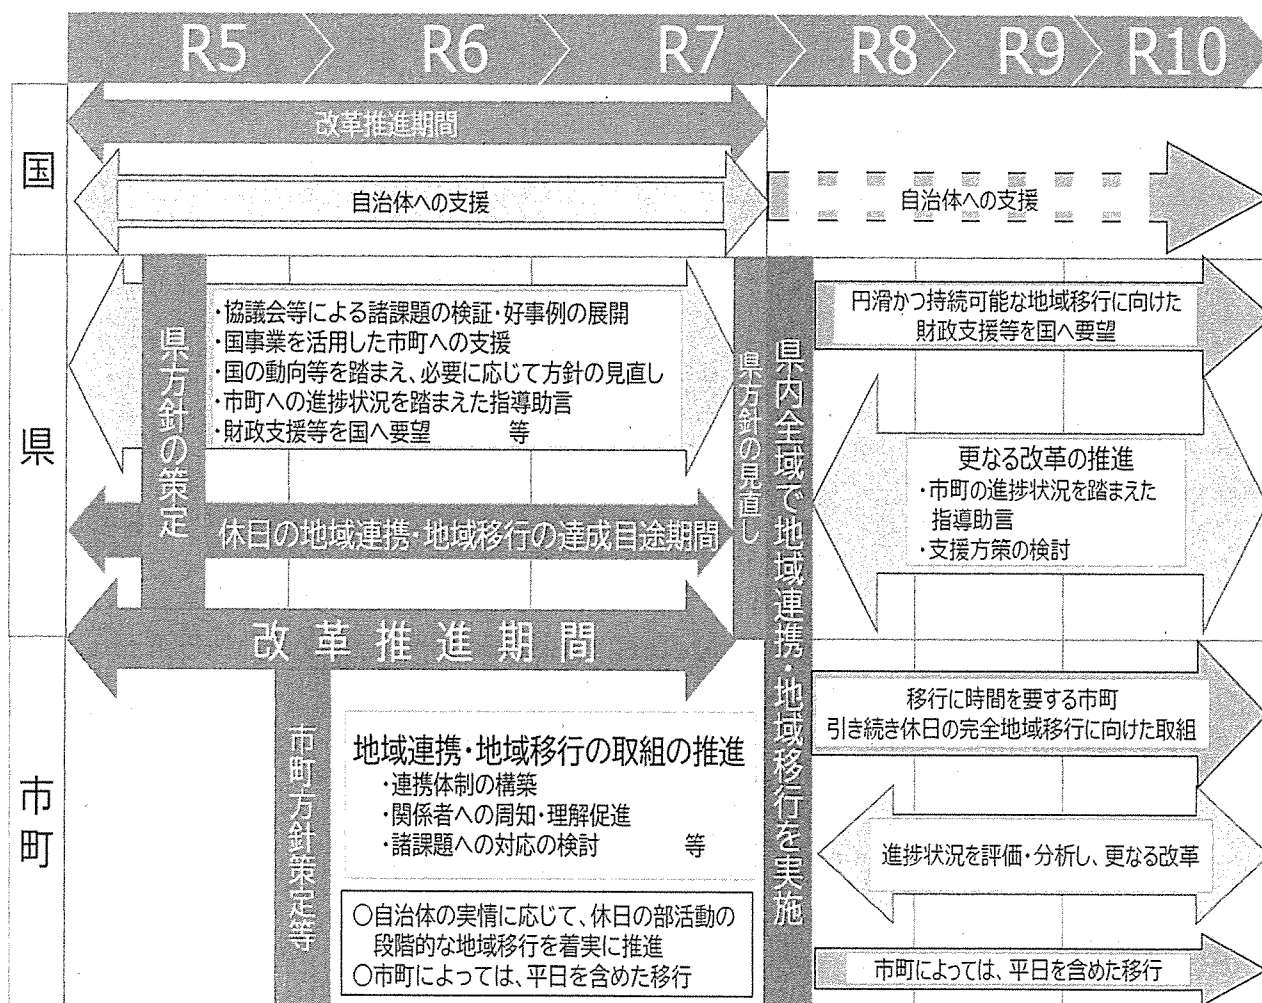 R5
R6
R7
R8
R9
R10
国
改革推進期間
自治体への支援
自治体への支援
県
県方針の策定
・協議会等による諸課題の検証・好事例の展開
・国事業を活用した市町への支援
・国の動向等を踏まえ、必要に応じて方針の見直し
・市町への進捗状況を踏まえた指導助言
・財政支援等を国へ要望 等
県方針の見直し
県内全域で地域連携・地域移行を実施
円滑かつ持続可能な地域移行に向けた
財政支援等を国へ要望
更なる改革の推進
・市町の進捗状況を踏まえた
指導助言
・支援方策の検討
休日の地域連携・地域移行の達成目途期間
改革推進期間
市町
市町方針策定等
地域連携・地域移行の取組の推進
・連携体制の構築
・関係者への周知・理解促進
・諸課題への対応の検討 等
○自治体の実情に応じて、休日の部活動の
段階的な地域移行を着実に推進
○市町によっては、平日を含めた移行
移行に時間を要する市町
引き続き休日の完全地域移行に向けた取組
進捗状況を評価・分析し、更なる改革
市町によっては、平日を含めた移行